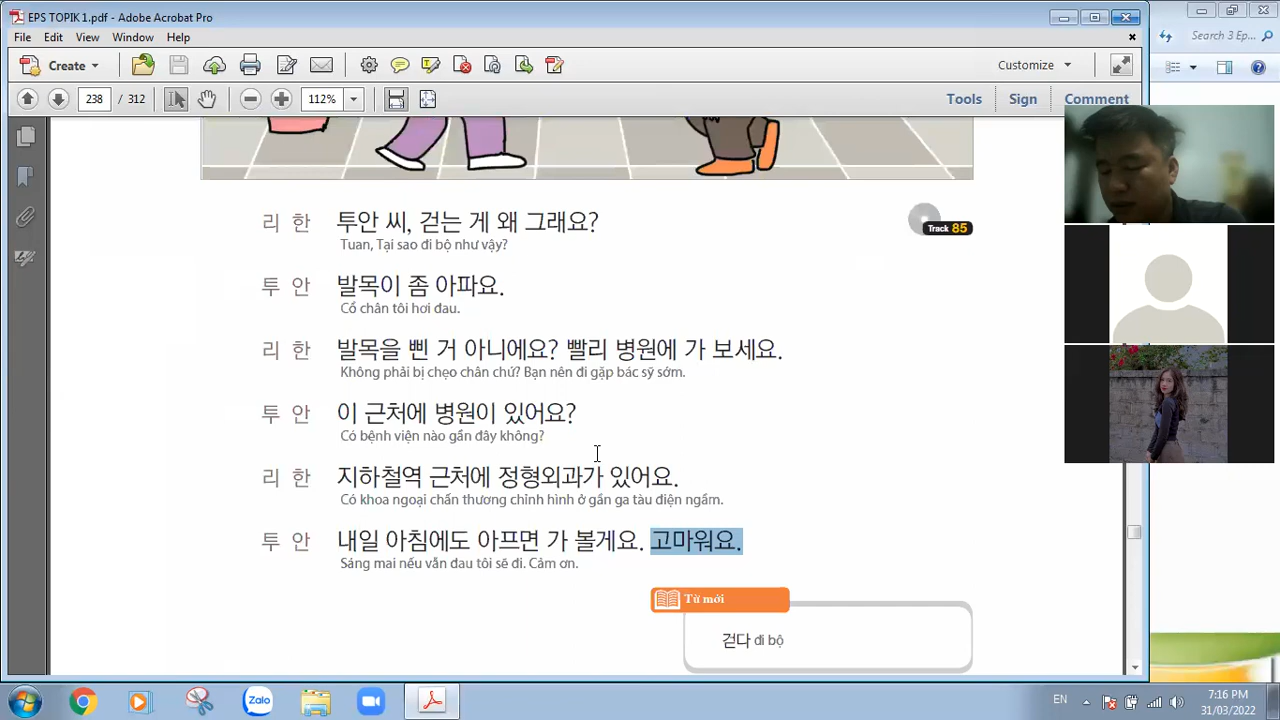 EPS TOPIK 1.pdf - Adobe Acrobat Pro
Search 3 Ep...
File Edit View Window Help
Create
Customize
238 / 312
112%
Tools Sign Comment
리 한 투안 씨, 걷는 게 왜 그래요?
Tuan, Tại sao đi bộ như vậy?
Track 85
투 안 발목이 좀 아파요.
Cổ chân tôi hơi đau.
리 한 발목을 삔 거 아니에요? 빨리 병원에 가 보세요.
Không phải bị chẹo chân chứ? Bạn nên đi gặp bác sỹ sớm.
투 안 이 근처에 병원이 있어요?
Có bệnh viện nào gần đây không?
리 한 지하철역 근처에 정형외과가 있어요.
Có khoa ngoại chấn thương chỉnh hình ở gần ga tàu điện ngầm.
투 안 내일 아침에도 아프면 가 볼게요. 고마워요.
Sáng mai nếu vẫn đau tôi sẽ đi. Cảm ơn.
Từ mới
걷다 đi bộ
Zalo
EN
7:16 PM
31/03/2022